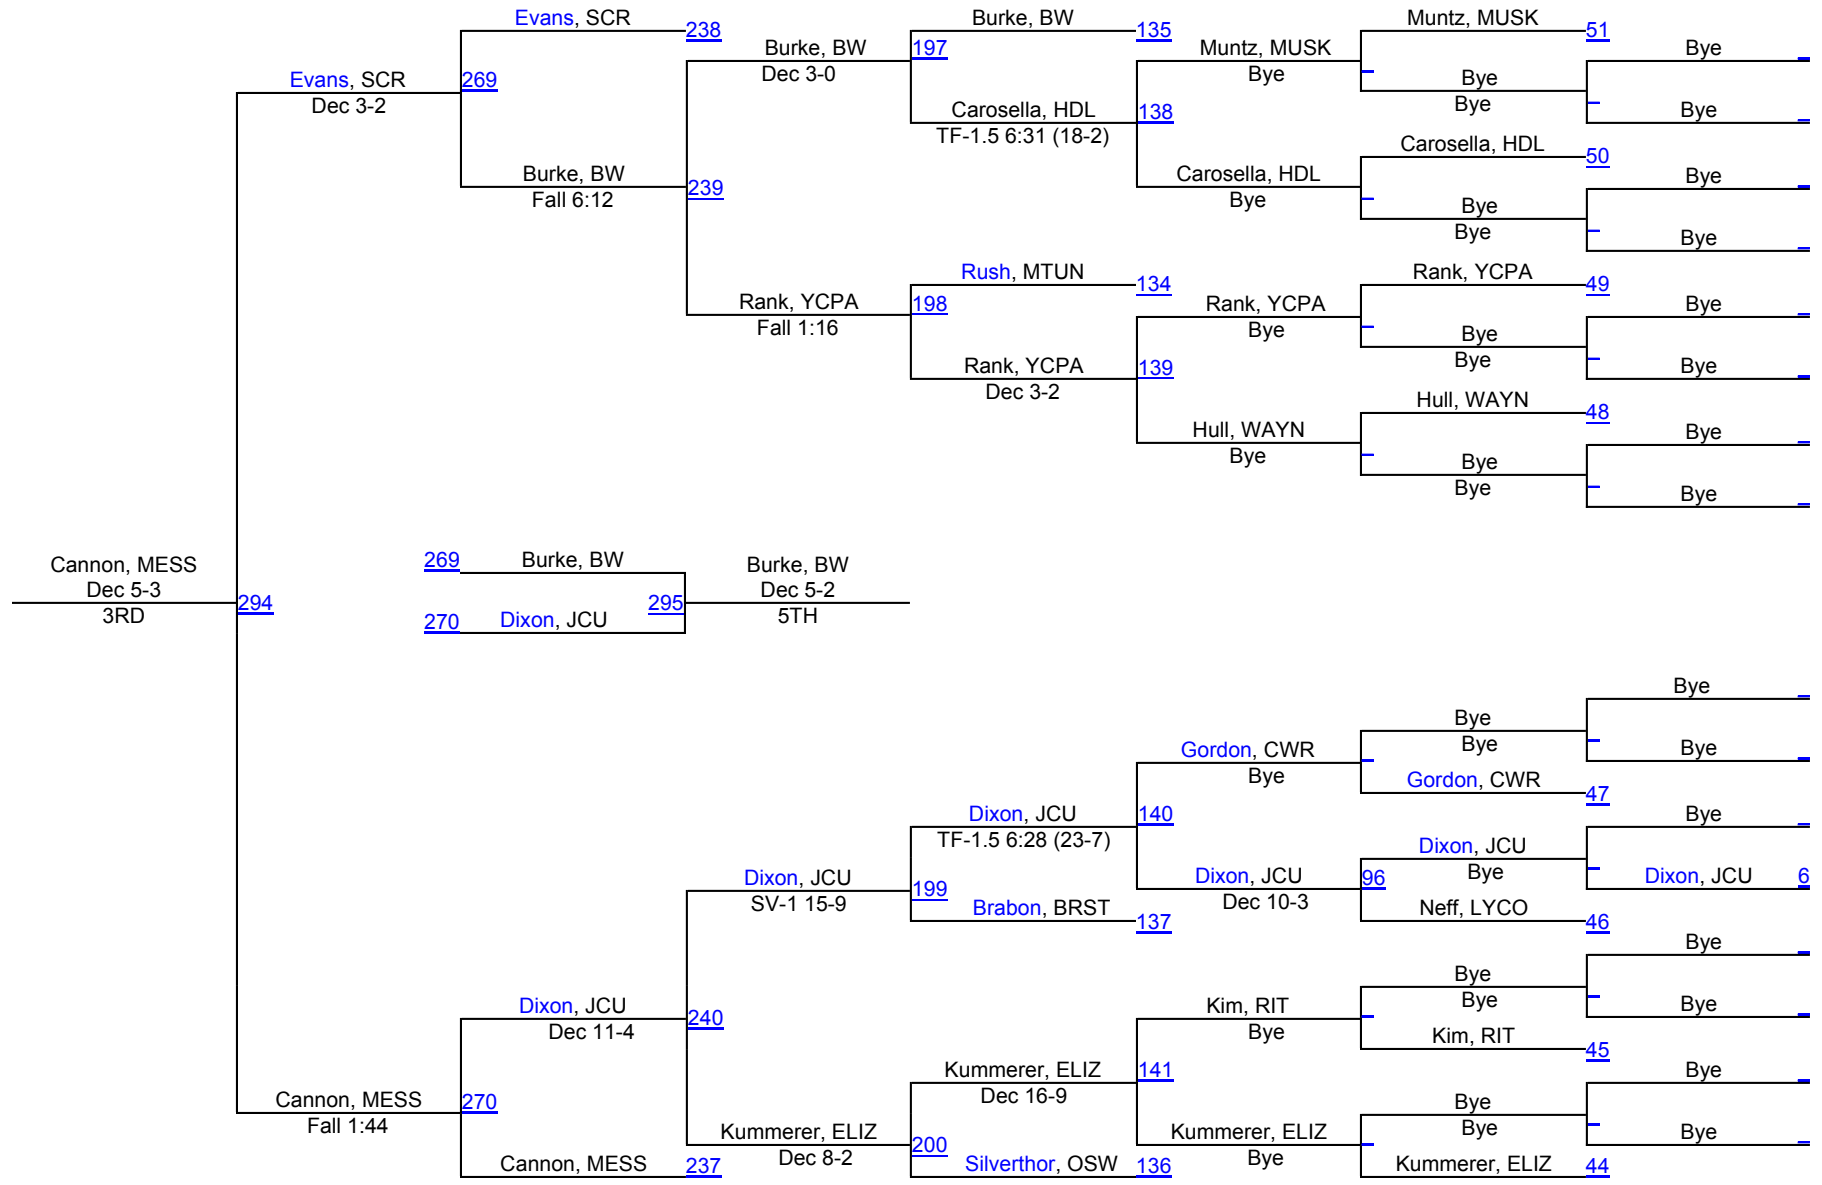 Evans, SCR
238
Burke, BW
135
Muntz, MUSK
51
Bye
Burke, BW
Dec 3-0
197
Muntz, MUSK
Bye
Bye
Bye
Evans, SCR
Dec 3-2
269
Carosella, HDL
TF-1.5 6:31 (18-2)
138
Bye
Carosella, HDL
50
Bye
Burke, BW
Fall 6:12
239
Carosella, HDL
Bye
Bye
Bye
Bye
Rush, MTUN
134
Rank, YCPA
49
Rank, YCPA
Fall 1:16
198
Rank, YCPA
Bye
Bye
Bye
Bye
Rank, YCPA
Dec 3-2
139
Bye
Hull, WAYN
48
Hull, WAYN
Bye
Bye
Bye
Bye
Bye
Cannon, MESS
Dec 5-3
3RD
294
269
Burke, BW
270
Dixon, JCU
295
Burke, BW
Dec 5-2
5TH
Bye
Bye
Bye
Bye
Gordon, CWR
Bye
Gordon, CWR
47
Dixon, JCU
TF-1.5 6:28 (23-7)
140
Bye
Dixon, JCU
Bye
Dixon, JCU
SV-1 15-9
199
Dixon, JCU
Dec 10-3
96
Dixon, JCU
6
Brabon, BRST
137
Neff, LYCO
46
Bye
Bye
Bye
Bye
Dixon, JCU
Dec 11-4
240
Kim, RIT
Bye
Kim, RIT
45
Kummerer, ELIZ
Dec 16-9
141
Bye
Cannon, MESS
Fall 1:44
270
Bye
Bye
Kummerer, ELIZ
Dec 8-2
200
Kummerer, ELIZ
Bye
Bye
Cannon, MESS
237
Silverthor, OSW
136
Kummerer, ELIZ
44